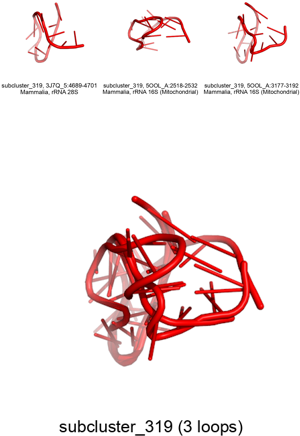 subcluster_319, 3J7Q_5:4689-4701
Mammalia, rRNA 28S
subcluster_319, 5OOL_A:2518-2532
Mammalia, rRNA 16S (Mitochondrial)
subcluster_319, 5OOL_A:3177-3192
Mammalia, rRNA 16S (Mitochondrial)
subcluster_319 (3 loops)